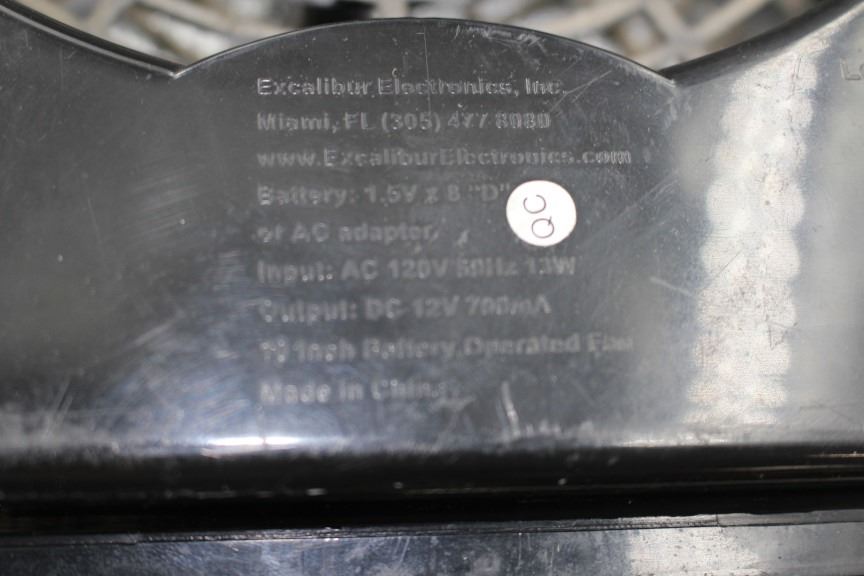 Excalibur Electronics, Inc.
Miami, FL (305) 477 8080
www.ExcaliburElectronics.com
Battery: 1.5V x 8 "D"
QC
or AC adapter.
Input: AC 120V 60Hz 13W
Output: DC 12V 700mA
Inch Battery Operated Fan
Made in China